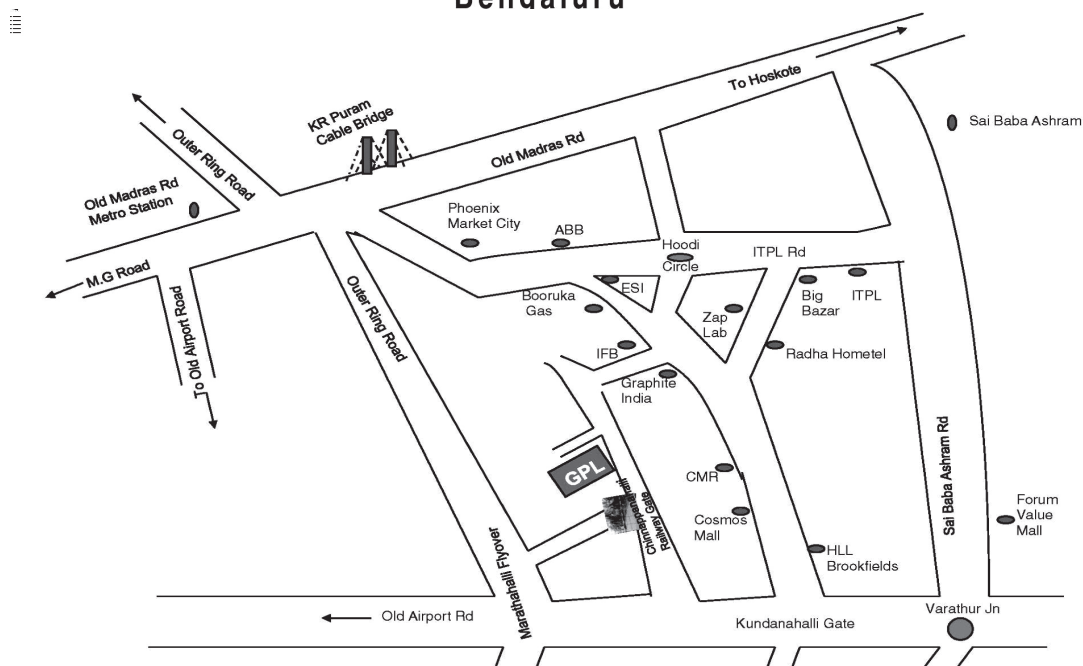 Bengaluru
To Hoskote
KR Puram
Cable Bridge
Sai Baba Ashram
Outer Ring Road
Old Madras Rd
Old Madras Rd
Metro Station
Phoenix
Market City
ABB
Hoodi
Circle
ITPL Rd
M.G Road
ESI
Big
Bazar
ITPL
Booruka
Gas
Zap
Lab
To Old Airport Road
Outer Ring Road
IFB
Radha Hometel
Graphite
India
GPL
CMR
Chinnappanahalli
Railway Gate
Cosmos
Mall
Sai Baba Ashram Rd
Forum
Value
Mall
HLL
Brookfields
Marathahalli Flyover
Old Airport Rd
Kundanahalli Gate
Varathur Jn